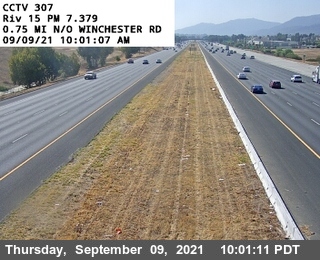 CCTV 307
Riv 15 PM 7.379
0.75 MI N/O WINCHESTER RD
09/09/21 10:01:07 AM
Thursday, September 09, 2021 10:01:11 PDT